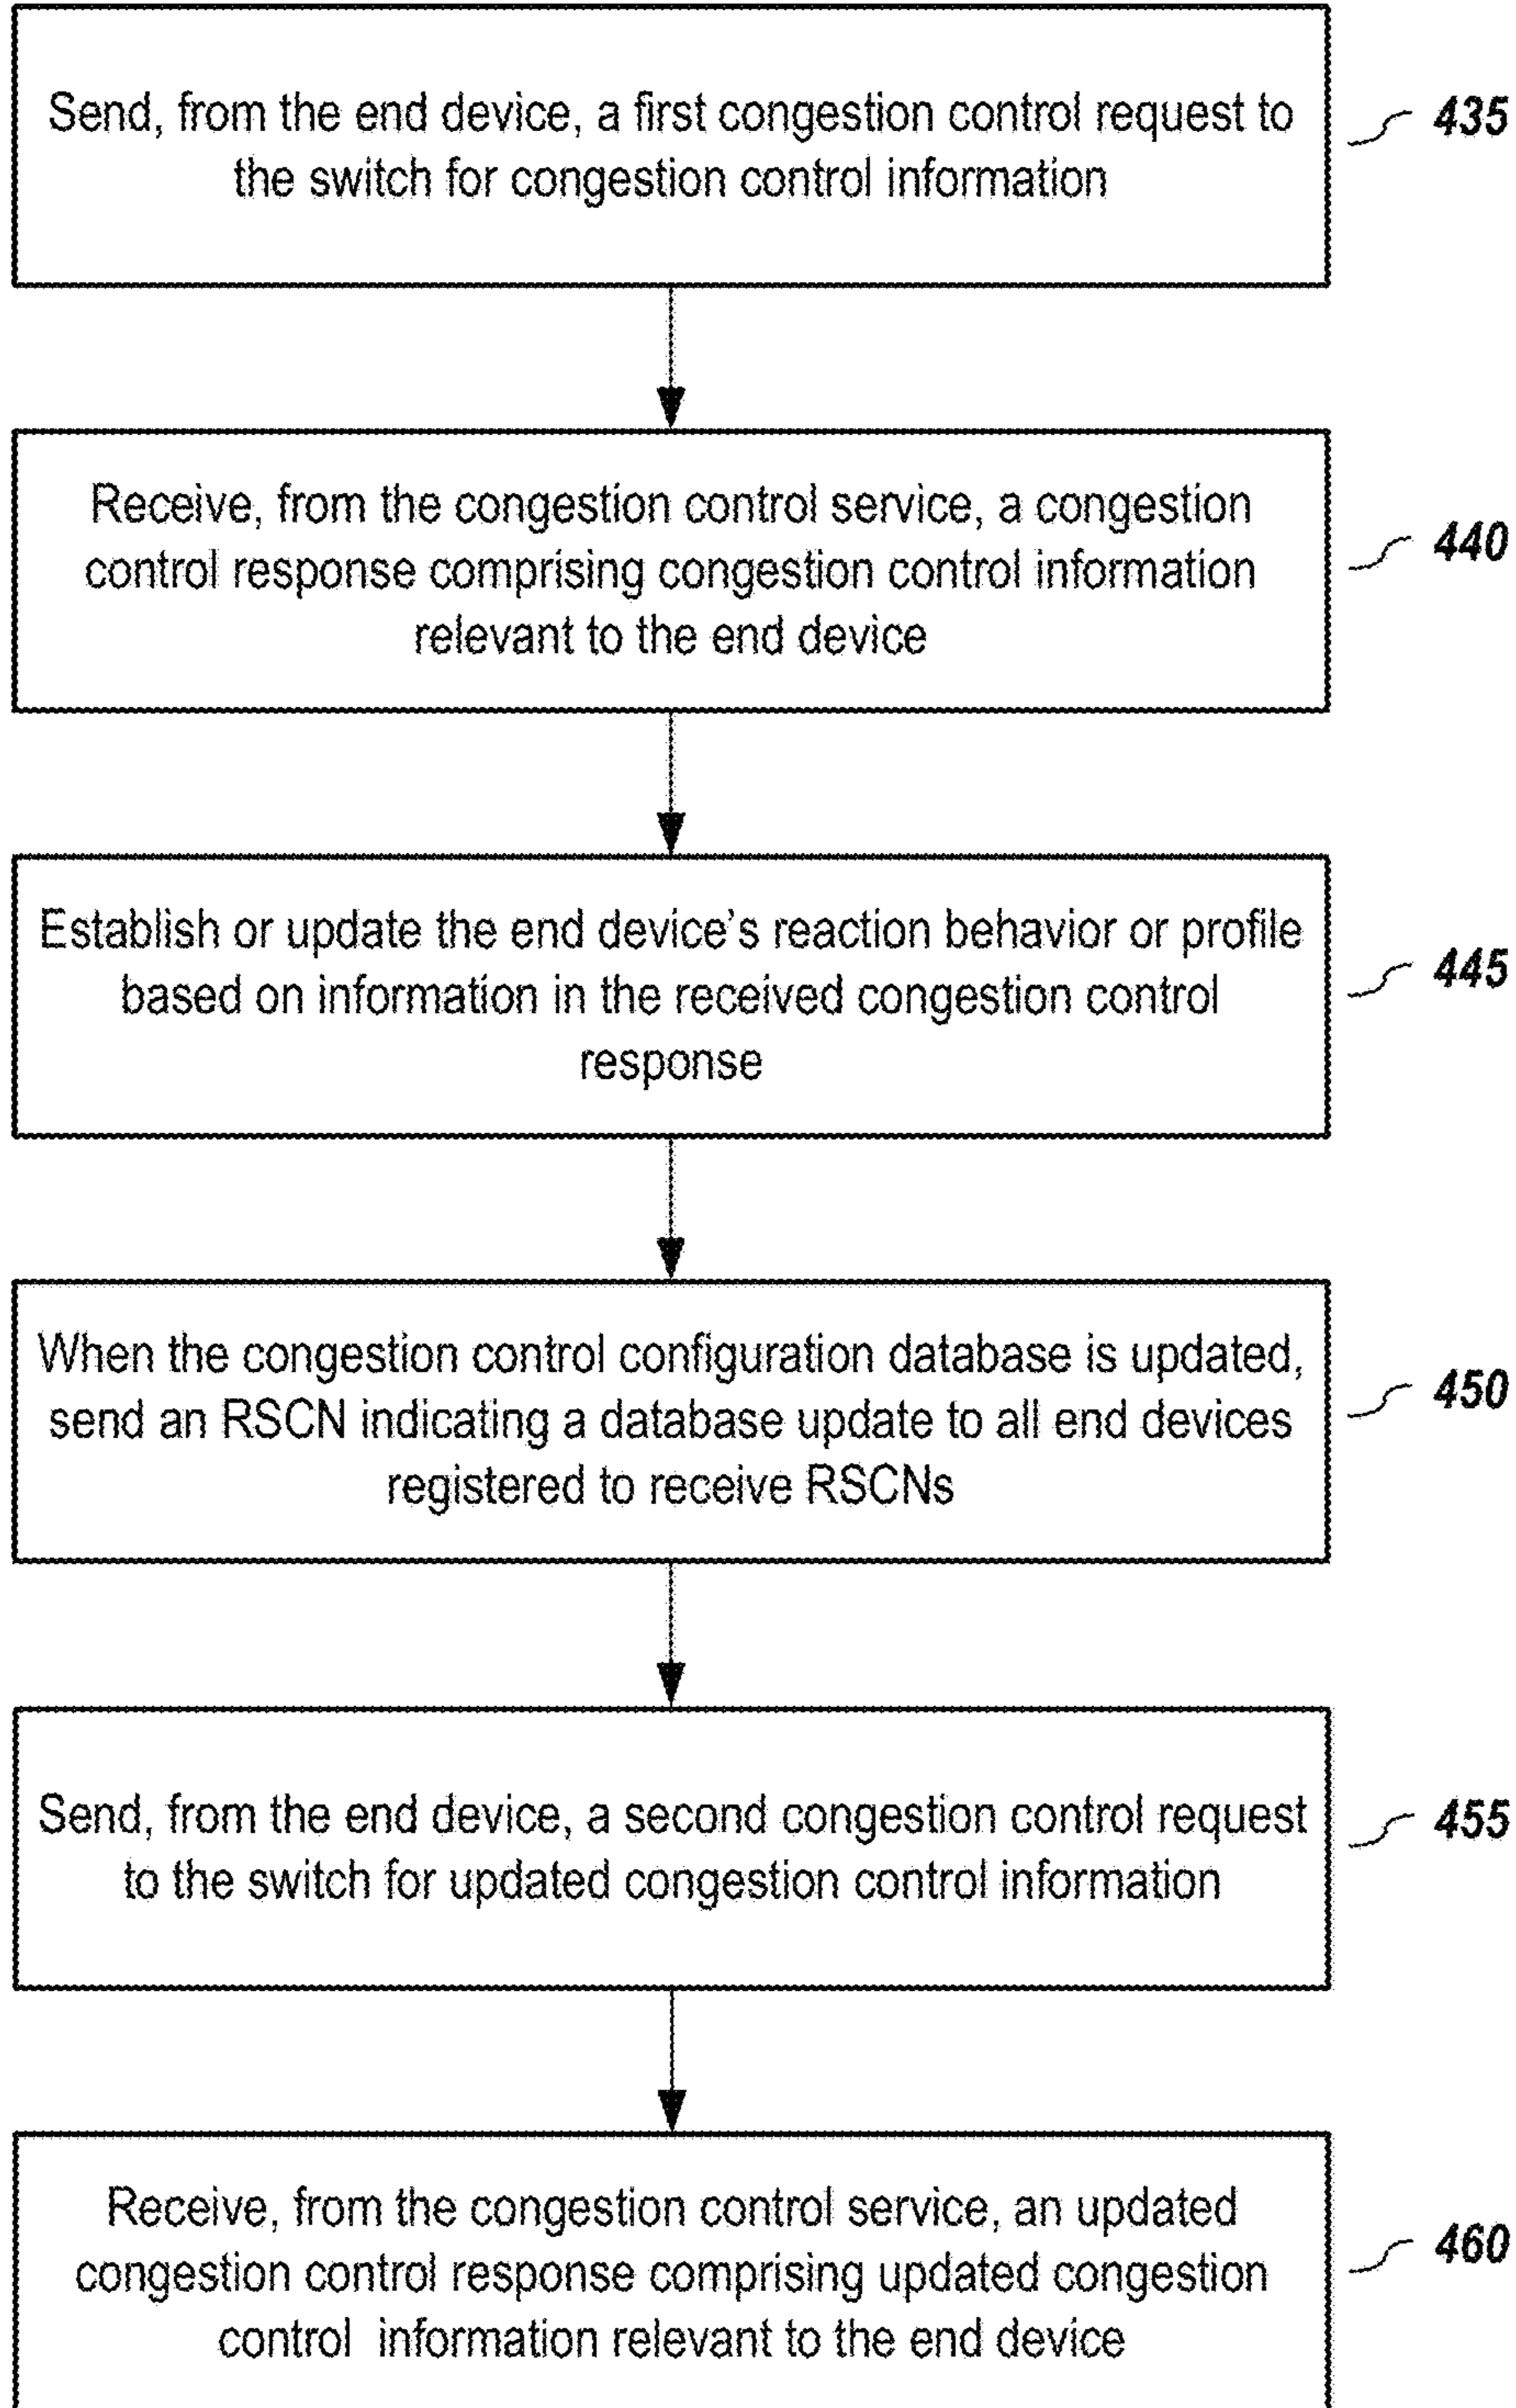 Send, from the end device, a first congestion control request to
the switch for congestion control information
435
Receive, from the congestion control service, a congestion
control response comprising congestion control information
relevant to the end device
440
Establish or update the end device's reaction behavior or profile
based on information in the received congestion control
response
445
When the congestion control configuration database is updated,
send an RSCN indicating a database update to all end devices
registered to receive RSCNs
450
Send, from the end device, a second congestion control request
to the switch for updated congestion control information
455
Receive, from the congestion control service, an updated
congestion control response comprising updated congestion
control information relevant to the end device
460